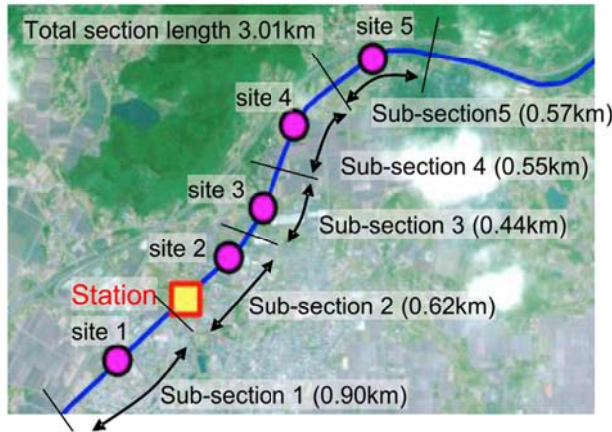 Total section length 3.01km
site 5
site 4
Sub-section5 (0.57km)
Sub-section 4 (0.55km)
site 3
Sub-section 3 (0.44km)
site 2
Station
Sub-section 2 (0.62km)
site 1
Sub-section 1 (0.90km)